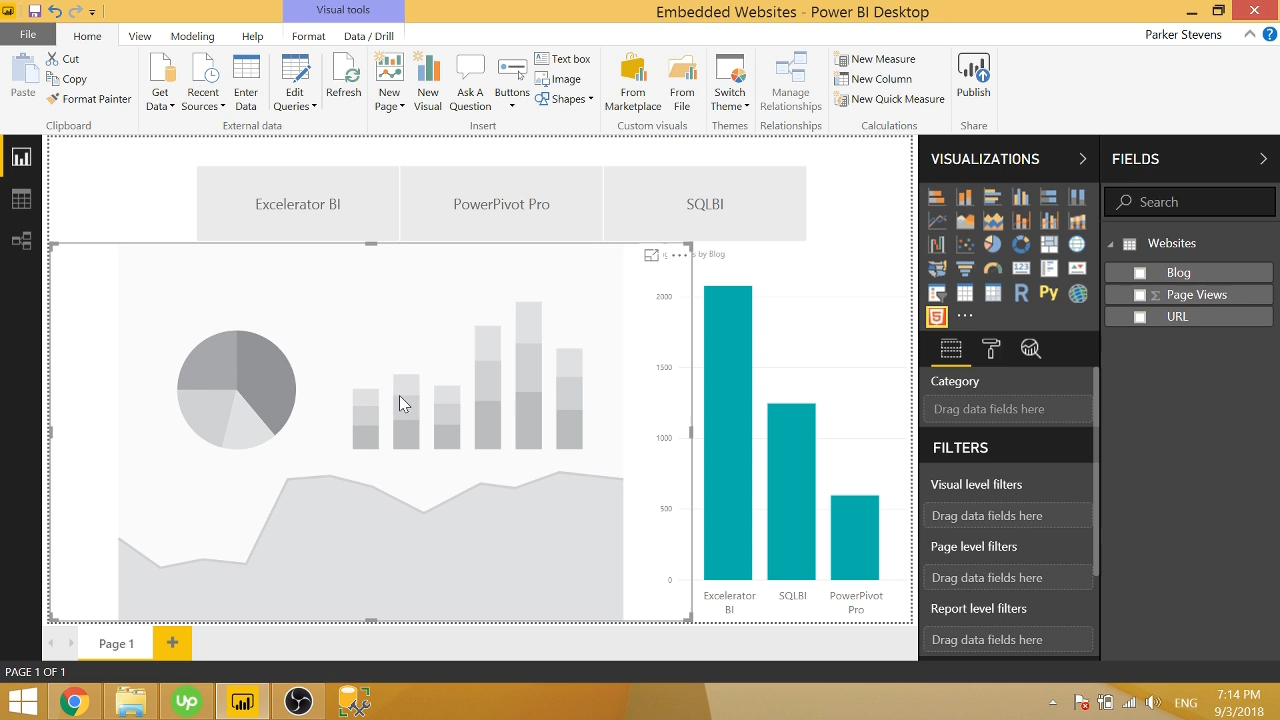 Visual tools
Embedded Websites - Power BI Desktop
File
Home
View
Modeling
Help
Format
Data / Drill
Parker Stevens
Paste
Cut
Copy
Format Painter
Clipboard
Get Data
Recent Sources
Enter Data
Edit Queries
Refresh
External data
New Page
New Visual
Ask A Question
Buttons
Text box
Image
Shapes
Insert
From Marketplace
From File
Custom visuals
Switch Theme
Themes
Manage Relationships
Relationships
New Measure
New Column
New Quick Measure
Calculations
Publish
Share
Excelerator BI
PowerPivot Pro
SQLBI
by Blog
2000
1500
1000
500
0
Excelerator BI
SQLBI
PowerPivot Pro
VISUALIZATIONS
R
Py
123
5
Category
Drag data fields here
FILTERS
Visual level filters
Drag data fields here
Page level filters
Drag data fields here
Report level filters
Drag data fields here
FIELDS
Search
Websites
Blog
Σ Page Views
URL
Page 1
PAGE 1 OF 1
Up
ENG
7:14 PM
9/3/2018